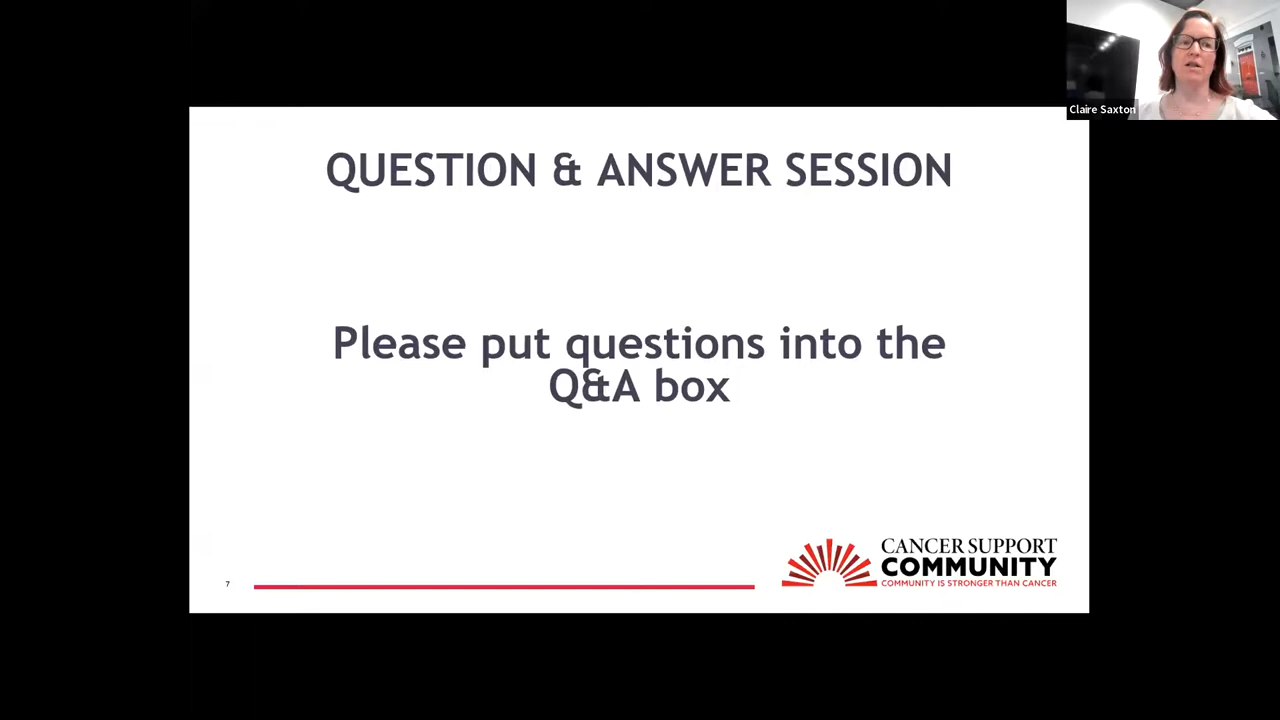 Claire Saxton
QUESTION & ANSWER SESSION
Please put questions into the
Q&A box
7
CANCER SUPPORT
COMMUNITY
COMMUNITY IS STRONGER THAN CANCER